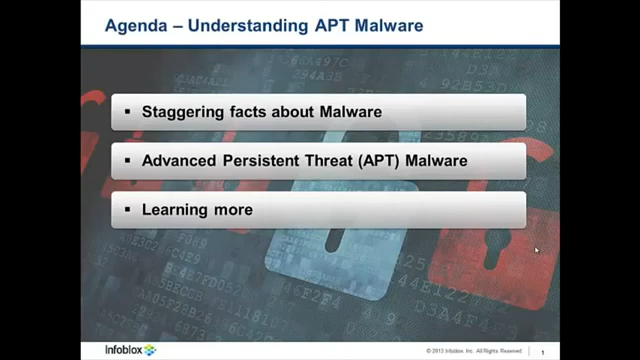 Agenda – Understanding APT Malware
▪ Staggering facts about Malware
▪ Advanced Persistent Threat (APT) Malware
▪ Learning more
Infoblox
© 2013 Infoblox, Inc. All Rights Reserved.
1